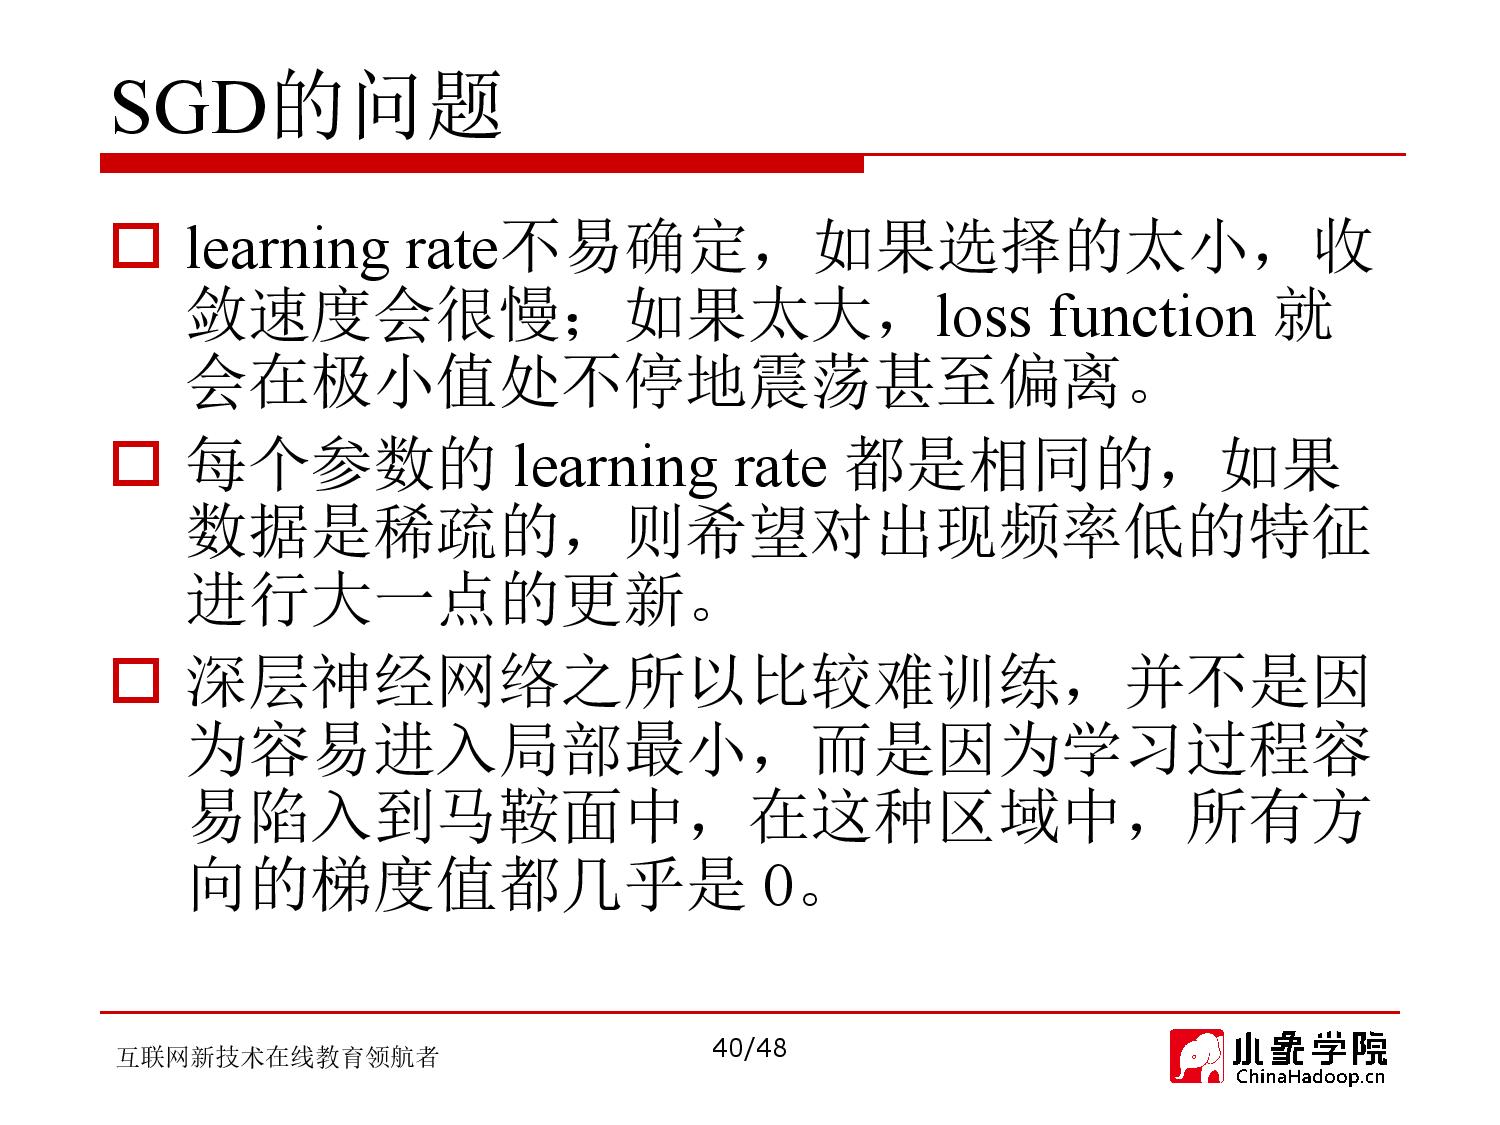 SGD的问题
learning rate不易确定，如果选择的太小，收
敛速度会很慢；如果太大，loss function 就
会在极小值处不停地震荡甚至偏离。
每个参数的 learning rate 都是相同的，如果
数据是稀疏的，则希望对出现频率低的特征
进行大一点的更新。
深层神经网络之所以比较难训练，并不是因
为容易进入局部最小，而是因为学习过程容
易陷入到马鞍面中，在这种区域中，所有方
向的梯度值都几乎是 0。
互联网新技术在线教育领航者
40/48
小象学院
ChinaHadoop.cn